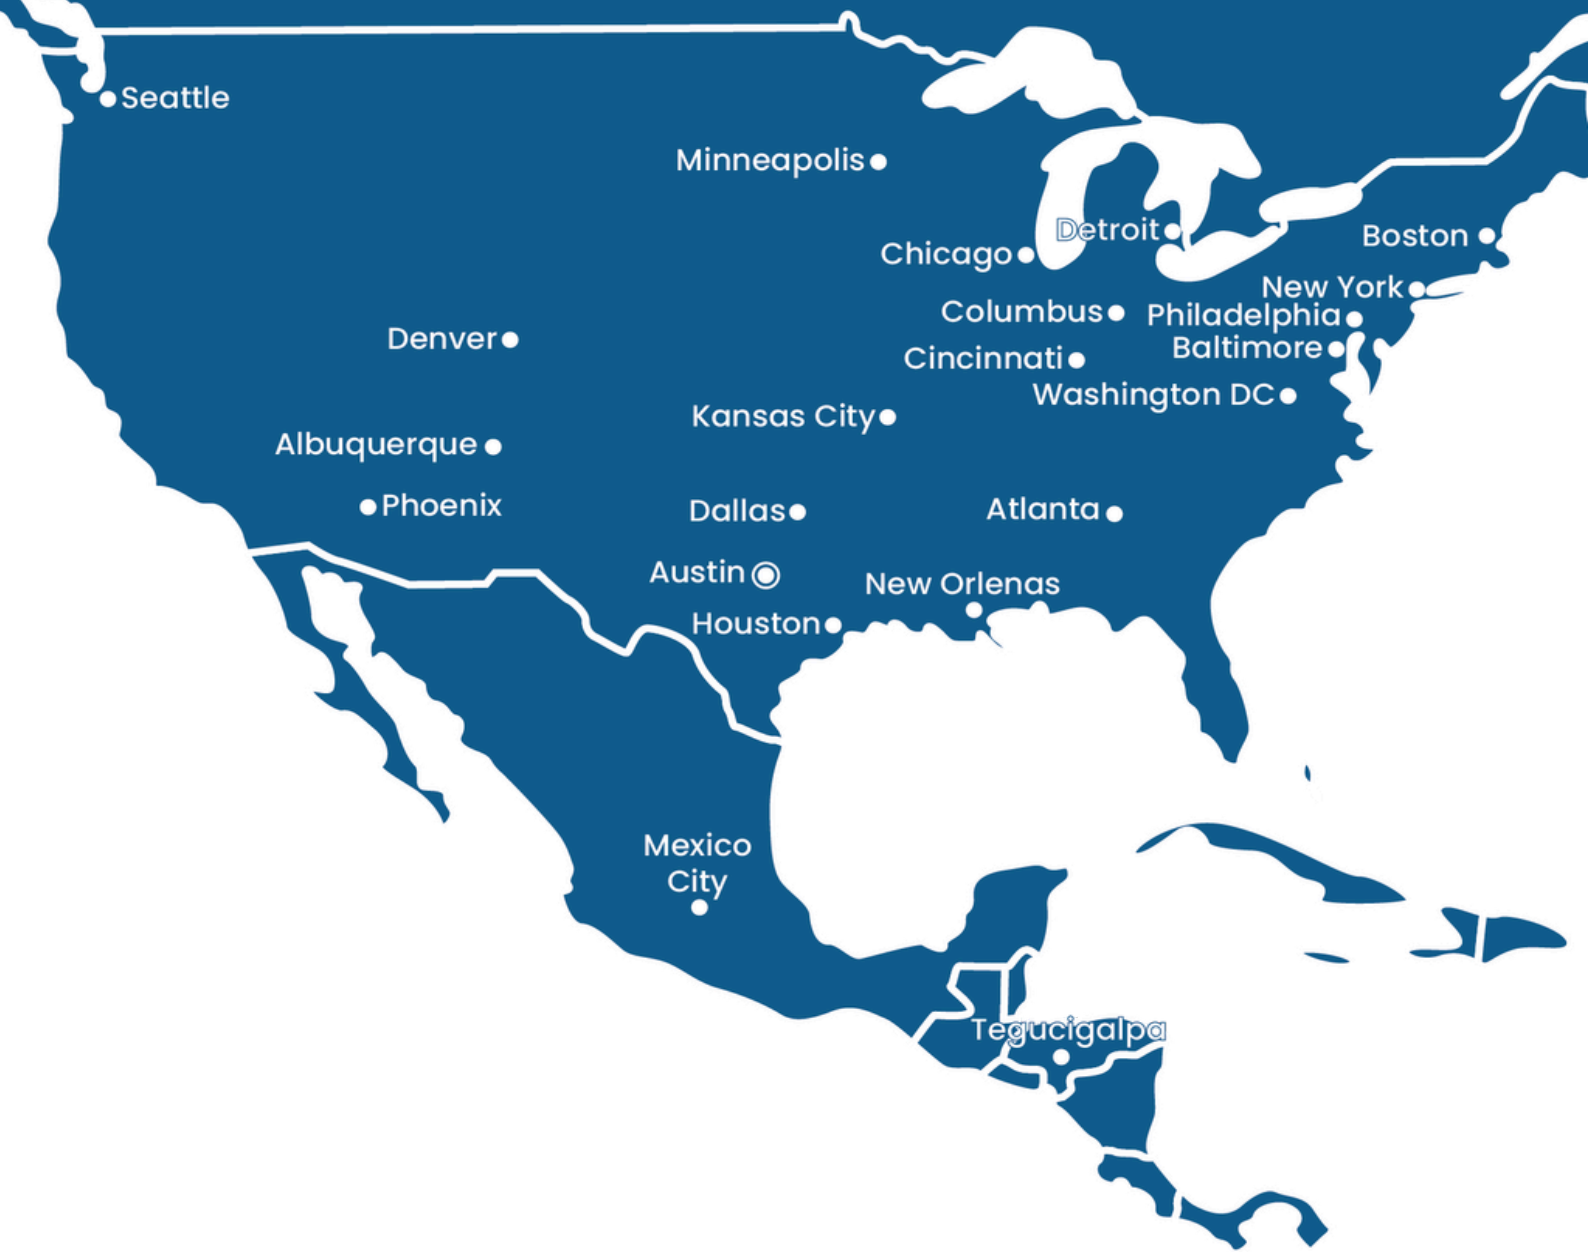 Seattle
Minneapolis
Detroit
Boston
Chicago
New York
Columbus
Philadelphia
Denver
Baltimore
Cincinnati
Washington DC
Kansas City
Albuquerque
Phoenix
Dallas
Atlanta
Austin
New Orlenas
Houston
Mexico
City
Tegucigalpa